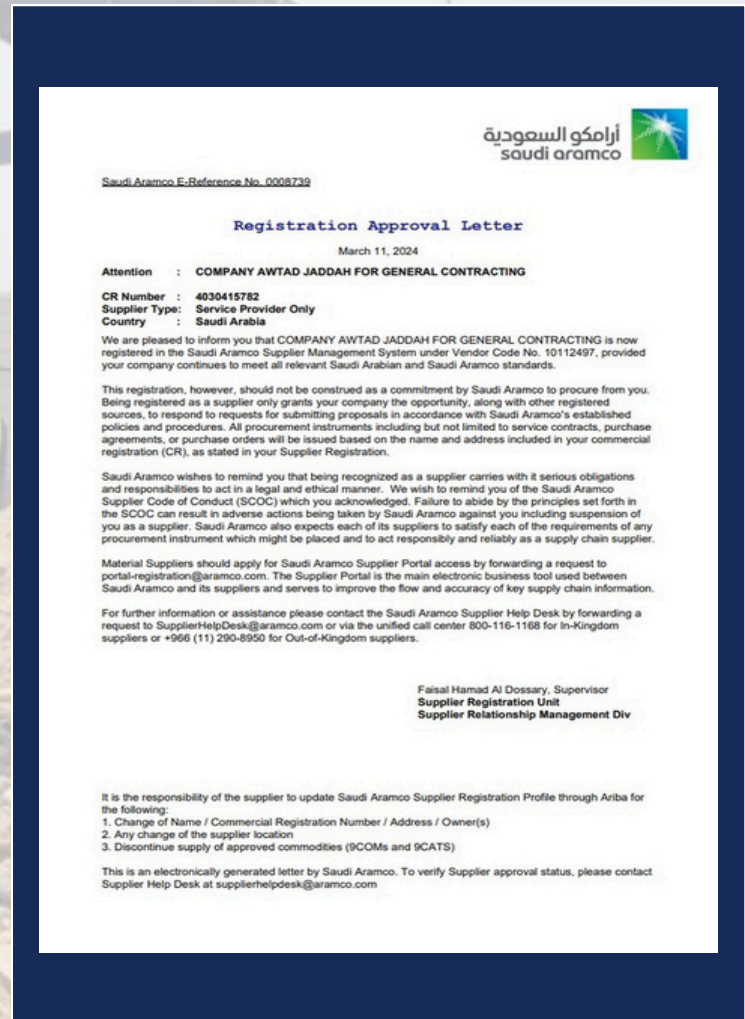 أرامكو السعودية
saudi aramco
Saudi Aramco E-Reference No. 0008739
Registration Approval Letter
March 11, 2024
Attention : COMPANY AWTAD JADDAH FOR GENERAL CONTRACTING
CR Number : 4030415782
Supplier Type: Service Provider Only
Country : Saudi Arabia
We are pleased to inform you that COMPANY AWTAD JADDAH FOR GENERAL CONTRACTING is now
registered in the Saudi Aramco Supplier Management System under Vendor Code No. 10112497, provided
your company continues to meet all relevant Saudi Arabian and Saudi Aramco standards.
This registration, however, should not be construed as a commitment by Saudi Aramco to procure from you.
Being registered as a supplier only grants your company the opportunity, along with other registered
sources, to respond to requests for submitting proposals in accordance with Saudi Aramco's established
policies and procedures. All procurement instruments including but not limited to service contracts, purchase
agreements, or purchase orders will be issued based on the name and address included in your commercial
registration (CR), as stated in your Supplier Registration.
Saudi Aramco wishes to remind you that being recognized as a supplier carries with it serious obligations
and responsibilities to act in a legal and ethical manner. We wish to remind you of the Saudi Aramco
Supplier Code of Conduct (SCOC) which you acknowledged. Failure to abide by the principles set forth in
the SCOC can result in adverse actions being taken by Saudi Aramco against you including suspension of
you as a supplier. Saudi Aramco also expects each of its suppliers to satisfy each of the requirements of any
procurement instrument which might be placed and to act responsibly and reliably as a supply chain supplier.
Material Suppliers should apply for Saudi Aramco Supplier Portal access by forwarding a request to
portal-registration@aramco.com. The Supplier Portal is the main electronic business tool used between
Saudi Aramco and its suppliers and serves to improve the flow and accuracy of key supply chain information.
For further information or assistance please contact the Saudi Aramco Supplier Help Desk by forwarding a
request to SupplierHelpDesk@aramco.com or via the unified call center 800-116-1168 for In-Kingdom
suppliers or +966 (11) 290-8950 for Out-of-Kingdom suppliers.
Faisal Hamad Al Dossary, Supervisor
Supplier Registration Unit
Supplier Relationship Management Div
It is the responsibility of the supplier to update Saudi Aramco Supplier Registration Profile through Ariba for
the following:
1. Change of Name / Commercial Registration Number / Address / Owner(s)
2. Any change of the supplier location
3. Discontinue supply of approved commodities (9COMs and 9CATS)
This is an electronically generated letter by Saudi Aramco. To verify Supplier approval status, please contact
Supplier Help Desk at supplierhelpdesk@aramco.com